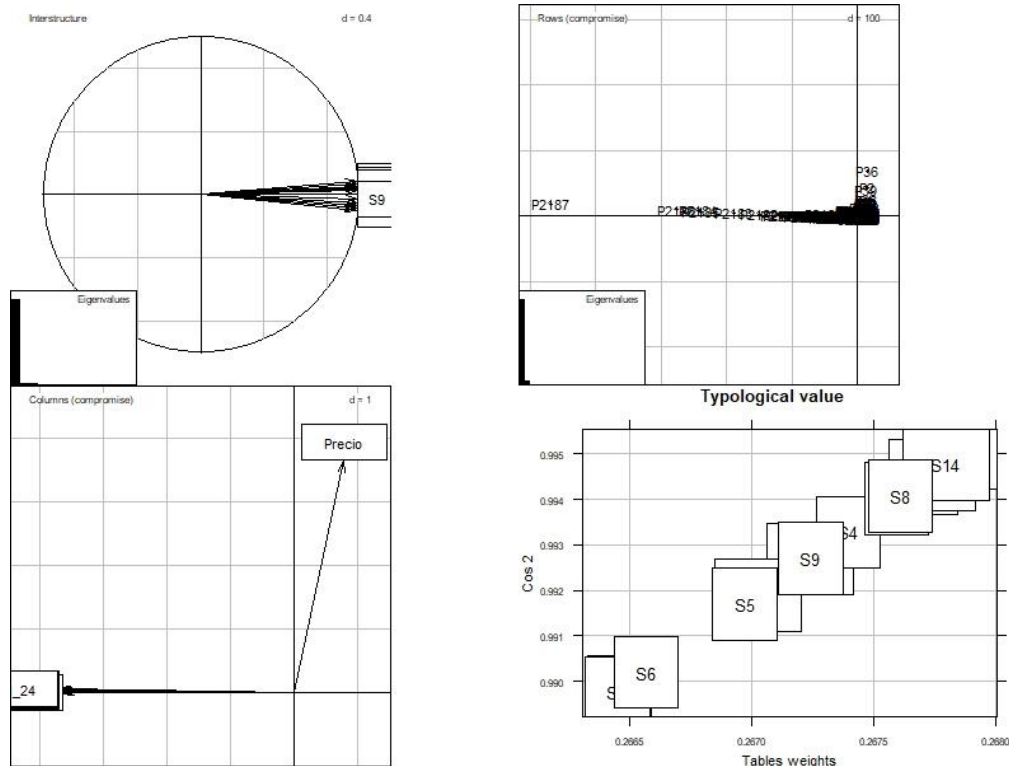 Interstructure
d = 0.4
S9
Eigenvalues
Rows (compromise)
d = 100
P36
P2187
Eigenvalues
Columns (compromise)
d = 1
Precio
_24
Typological value
Cos 2
0.995
0.994
0.993
0.992
0.991
0.990
S14
S8
S4
S9
S5
S6
0.2665
0.2670
0.2675
0.2680
Tables weights